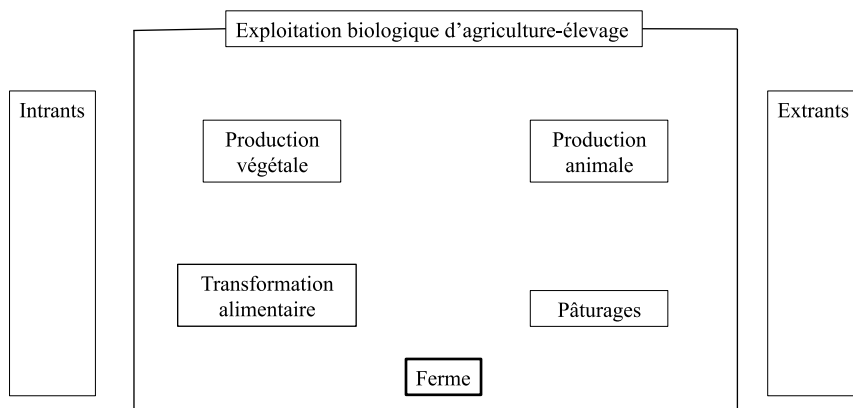 Exploitation biologique d’agriculture-élevage
Intrants
Extrants
Production
végétale
Production
animale
Transformation
alimentaire
Pâturages
Ferme